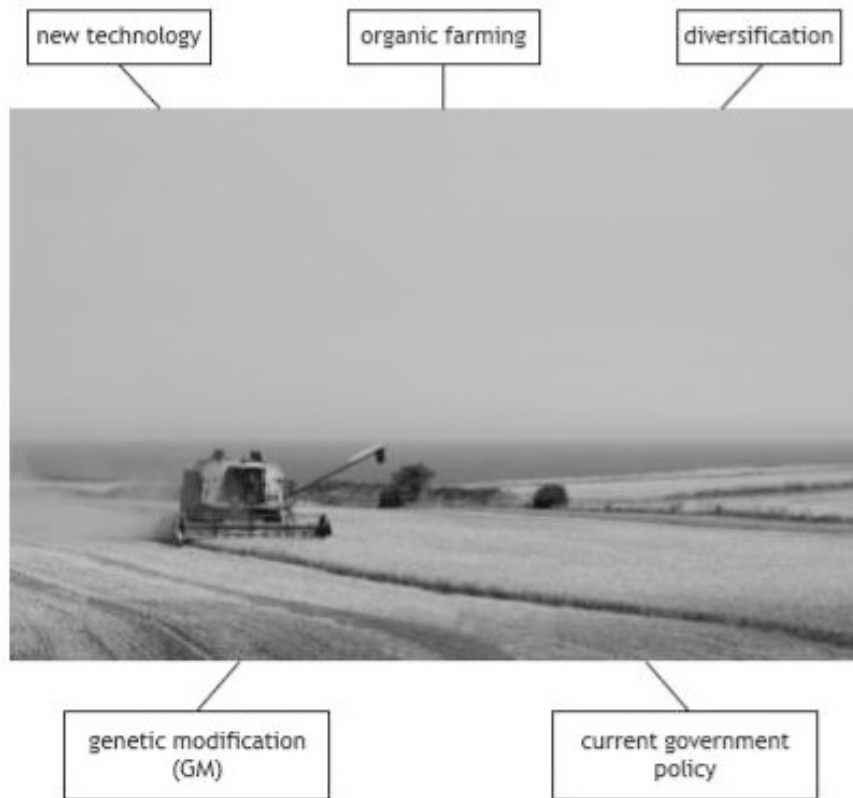 new technology
organic farming
diversification
genetic modification
(GM)
current government
policy